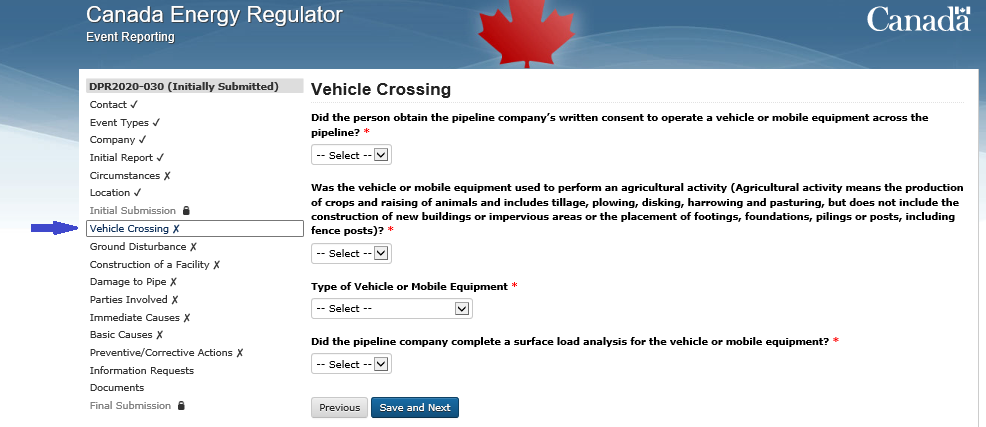 Canada Energy Regulator
Event Reporting
Canada
DPR2020-030 (Initially Submitted)
Contact ✓
Event Types ✓
Company ✓
Initial Report ✓
Circumstances ✗
Location ✓
Initial Submission
Vehicle Crossing ✗
Ground Disturbance ✗
Construction of a Facility ✗
Damage to Pipe ✗
Parties Involved ✗
Immediate Causes ✗
Basic Causes ✗
Preventive/Corrective Actions ✗
Information Requests
Documents
Final Submission
Vehicle Crossing
Did the person obtain the pipeline company's written consent to operate a vehicle or mobile equipment across the
pipeline? *
-- Select --
Was the vehicle or mobile equipment used to perform an agricultural activity (Agricultural activity means the production
of crops and raising of animals and includes tillage, plowing, disking, harrowing and pasturing, but does not include the
construction of new buildings or impervious areas or the placement of footings, foundations, pilings or posts, including
fence posts)? *
-- Select --
Type of Vehicle or Mobile Equipment *
-- Select --
Did the pipeline company complete a surface load analysis for the vehicle or mobile equipment? *
-- Select --
Previous
Save and Next